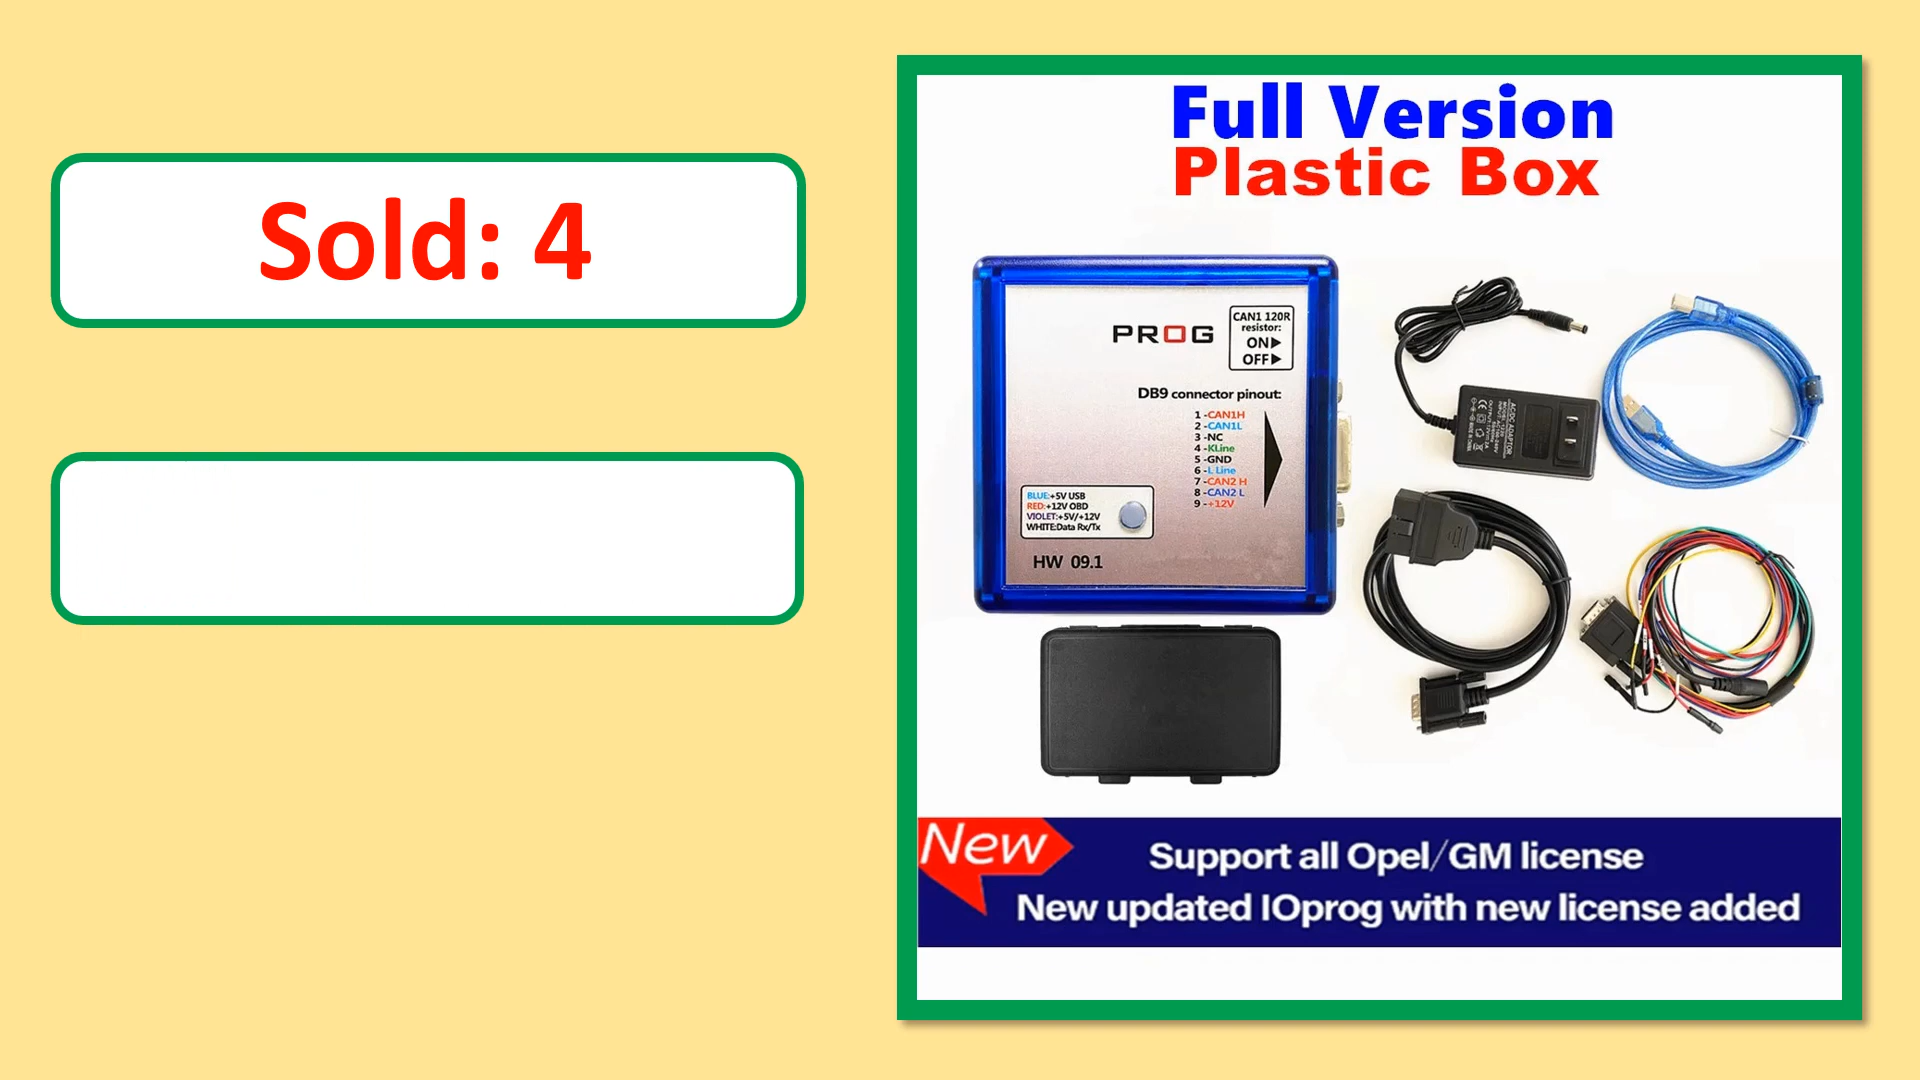 Sold: 4
Full Version
Plastic Box
PROG
CAN1 120R
resistor:
ON▶
OFF▶
DB9 connector pinout:
1 -CAN1H
2 -CAN1L
3 -NC
4 -KLine
5 -GND
6 -L Line
7 -CAN2 H
8 -CAN2 L
9 -+12V
BLUE:+5V USB
RED:+12V OBD
VIOLET:+5V/+12V
WHITE:Data Rx/Tx
HW 09.1
AC/DC ADAPTOR
New
Support all Opel/GM license
New updated IOprog with new license added